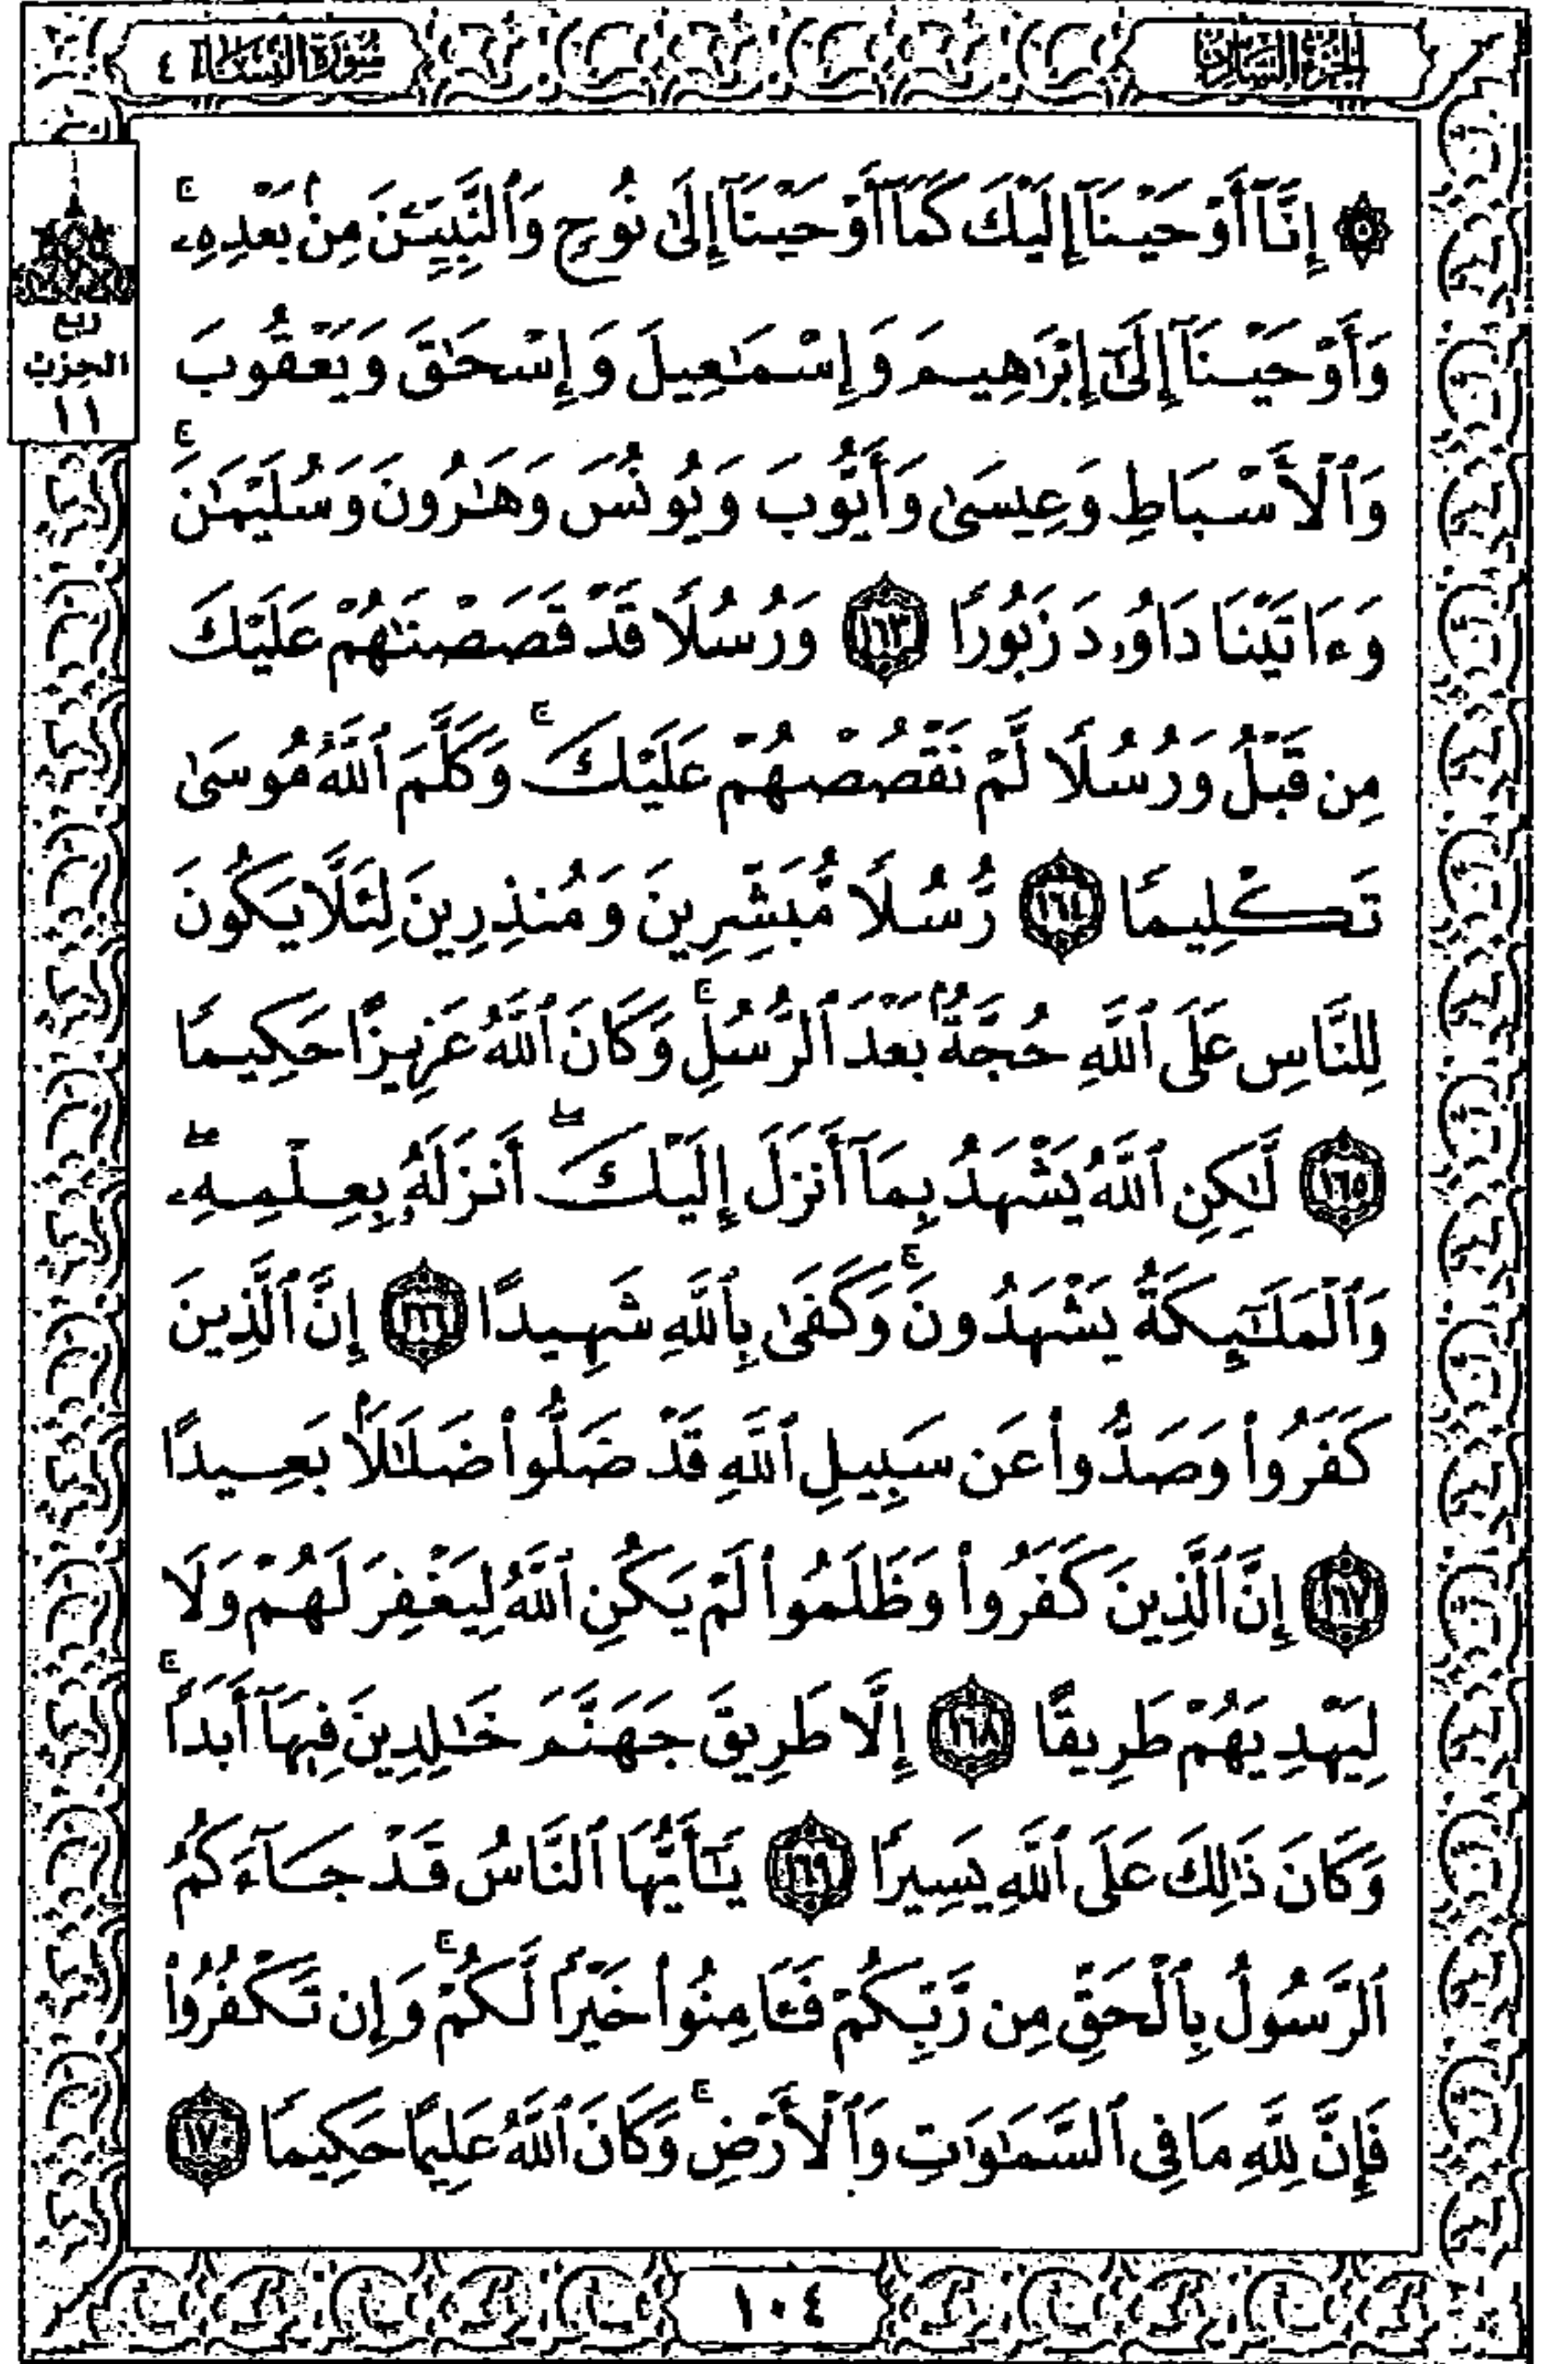 الجزء السادس
سورة النساء ٤
۞ إِنَّآ أَوْحَيْنَآ إِلَيْكَ كَمَآ أَوْحَيْنَآ إِلَىٰ نُوحٍ وَٱلنَّبِيِّـۧنَ مِنۢ بَعْدِهِۦ ۚ
وَأَوْحَيْنَآ إِلَىٰٓ إِبْرَٰهِيمَ وَإِسْمَـٰعِيلَ وَإِسْحَـٰقَ وَيَعْقُوبَ
وَٱلْأَسْبَاطِ وَعِيسَىٰ وَأَيُّوبَ وَيُونُسَ وَهَـٰرُونَ وَسُلَيْمَـٰنَ ۚ
وَءَاتَيْنَا دَاوُۥدَ زَبُورًا ١٦٣ وَرُسُلًا قَدْ قَصَصْنَـٰهُمْ عَلَيْكَ
مِن قَبْلُ وَرُسُلًا لَّمْ نَقْصُصْهُمْ عَلَيْكَ ۚ وَكَلَّمَ ٱللَّهُ مُوسَىٰ
تَكْلِيمًا ١٦٤ رُّسُلًا مُّبَشِّرِينَ وَمُنذِرِينَ لِئَلَّا يَكُونَ
لِلنَّاسِ عَلَى ٱللَّهِ حُجَّةٌۢ بَعْدَ ٱلرُّسُلِ ۚ وَكَانَ ٱللَّهُ عَزِيزًا حَكِيمًا
١٦٥ لَّـٰكِنِ ٱللَّهُ يَشْهَدُ بِمَآ أَنزَلَ إِلَيْكَ ۖ أَنزَلَهُۥ بِعِلْمِهِۦ ۖ
وَٱلْمَلَـٰٓئِكَةُ يَشْهَدُونَ ۚ وَكَفَىٰ بِٱللَّهِ شَهِيدًا ١٦٦ إِنَّ ٱلَّذِينَ
كَفَرُوا۟ وَصَدُّوا۟ عَن سَبِيلِ ٱللَّهِ قَدْ ضَلُّوا۟ ضَلَـٰلًۢا بَعِيدًا
١٦٧ إِنَّ ٱلَّذِينَ كَفَرُوا۟ وَظَلَمُوا۟ لَمْ يَكُنِ ٱللَّهُ لِيَغْفِرَ لَهُمْ وَلَا
لِيَهْدِيَهُمْ طَرِيقًا ١٦٨ إِلَّا طَرِيقَ جَهَنَّمَ خَـٰلِدِينَ فِيهَآ أَبَدًا ۚ
وَكَانَ ذَٰلِكَ عَلَى ٱللَّهِ يَسِيرًا ١٦٩ يَـٰٓأَيُّهَا ٱلنَّاسُ قَدْ جَآءَكُمُ
ٱلرَّسُولُ بِٱلْحَقِّ مِن رَّبِّكُمْ فَـَٔامِنُوا۟ خَيْرًا لَّكُمْ ۚ وَإِن تَكْفُرُوا۟
فَإِنَّ لِلَّهِ مَا فِى ٱلسَّمَـٰوَٰتِ وَٱلْأَرْضِ ۚ وَكَانَ ٱللَّهُ عَلِيمًا حَكِيمًا ١٧٠
ربع
الحزب
١١
١٠٤